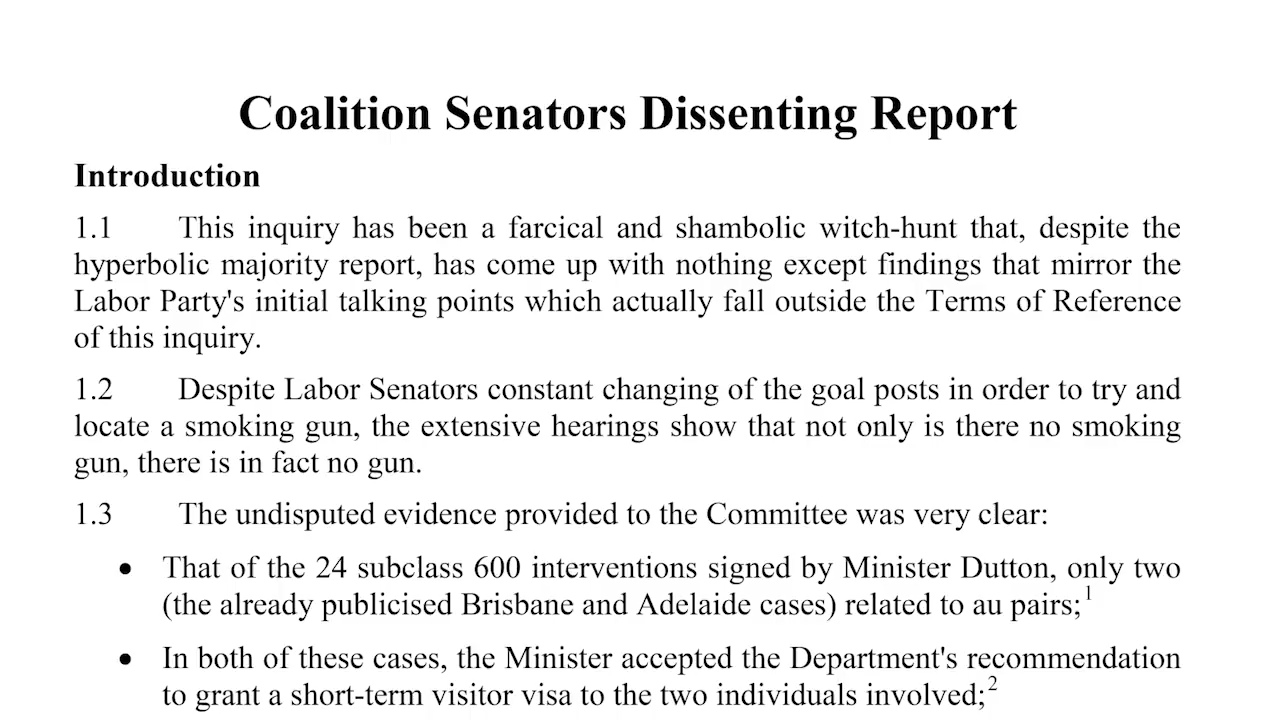 Coalition Senators Dissenting Report
Introduction
1.1 This inquiry has been a farcical and shambolic witch-hunt that, despite the
hyperbolic majority report, has come up with nothing except findings that mirror the
Labor Party's initial talking points which actually fall outside the Terms of Reference
of this inquiry.
1.2 Despite Labor Senators constant changing of the goal posts in order to try and
locate a smoking gun, the extensive hearings show that not only is there no smoking
gun, there is in fact no gun.
1.3 The undisputed evidence provided to the Committee was very clear:
• That of the 24 subclass 600 interventions signed by Minister Dutton, only two
(the already publicised Brisbane and Adelaide cases) related to au pairs;1
• In both of these cases, the Minister accepted the Department's recommendation
to grant a short-term visitor visa to the two individuals involved;2